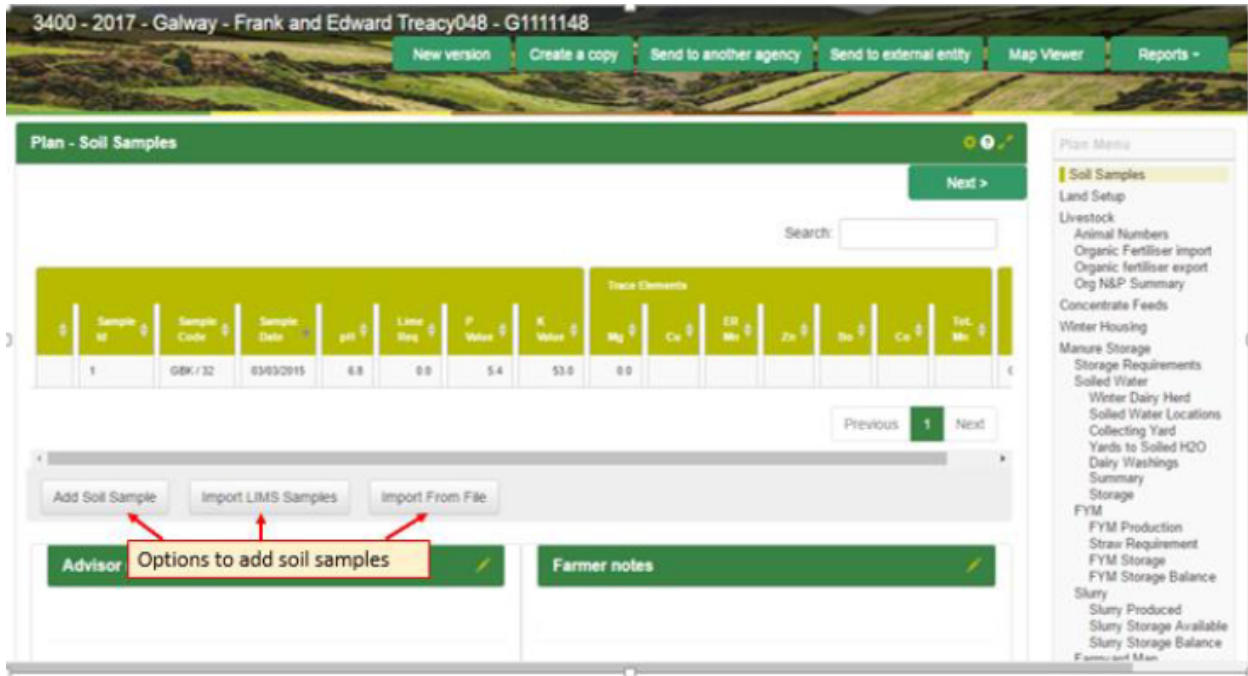 3400 - 2017 - Galway - Frank and Edward Treacy048 - G1111148
New version Create a copy Send to another agency Send to external entity Map Viewer Reports
Plan - Soil Samples
Next >
Search:
Trace Elements
Sample Id Sample Code Sample Date pH Lime Req P Value K Value Mg Cu ER Mn Zn Co Tot. Mn
1 GBK / 32 03/03/2015 6.8 0.0 5.4 53.0 0.0
Previous 1 Next
Add Soil Sample Import LIMS Samples Import From File
Options to add soil samples
Advisor
Farmer notes
Plan Menu
Soil Samples
Land Setup
Livestock
Animal Numbers
Organic Fertiliser import
Organic fertiliser export
Org N&P Summary
Concentrate Feeds
Winter Housing
Manure Storage
Storage Requirements
Soiled Water
Winter Dairy Herd
Soiled Water Locations
Collecting Yard
Yards to Soiled H2O
Dairy Washings
Summary
Storage
FYM
FYM Production
Straw Requirement
FYM Storage
FYM Storage Balance
Slurry
Slurry Produced
Slurry Storage Available
Slurry Storage Balance
Farmyard Map